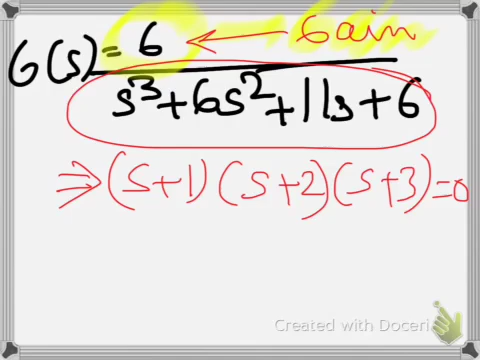 G(s) = 6 ← Gain
s³+6s²+11s+6
⇒ (s+1) (s+2) (s+3) = 0
Created with Doceri